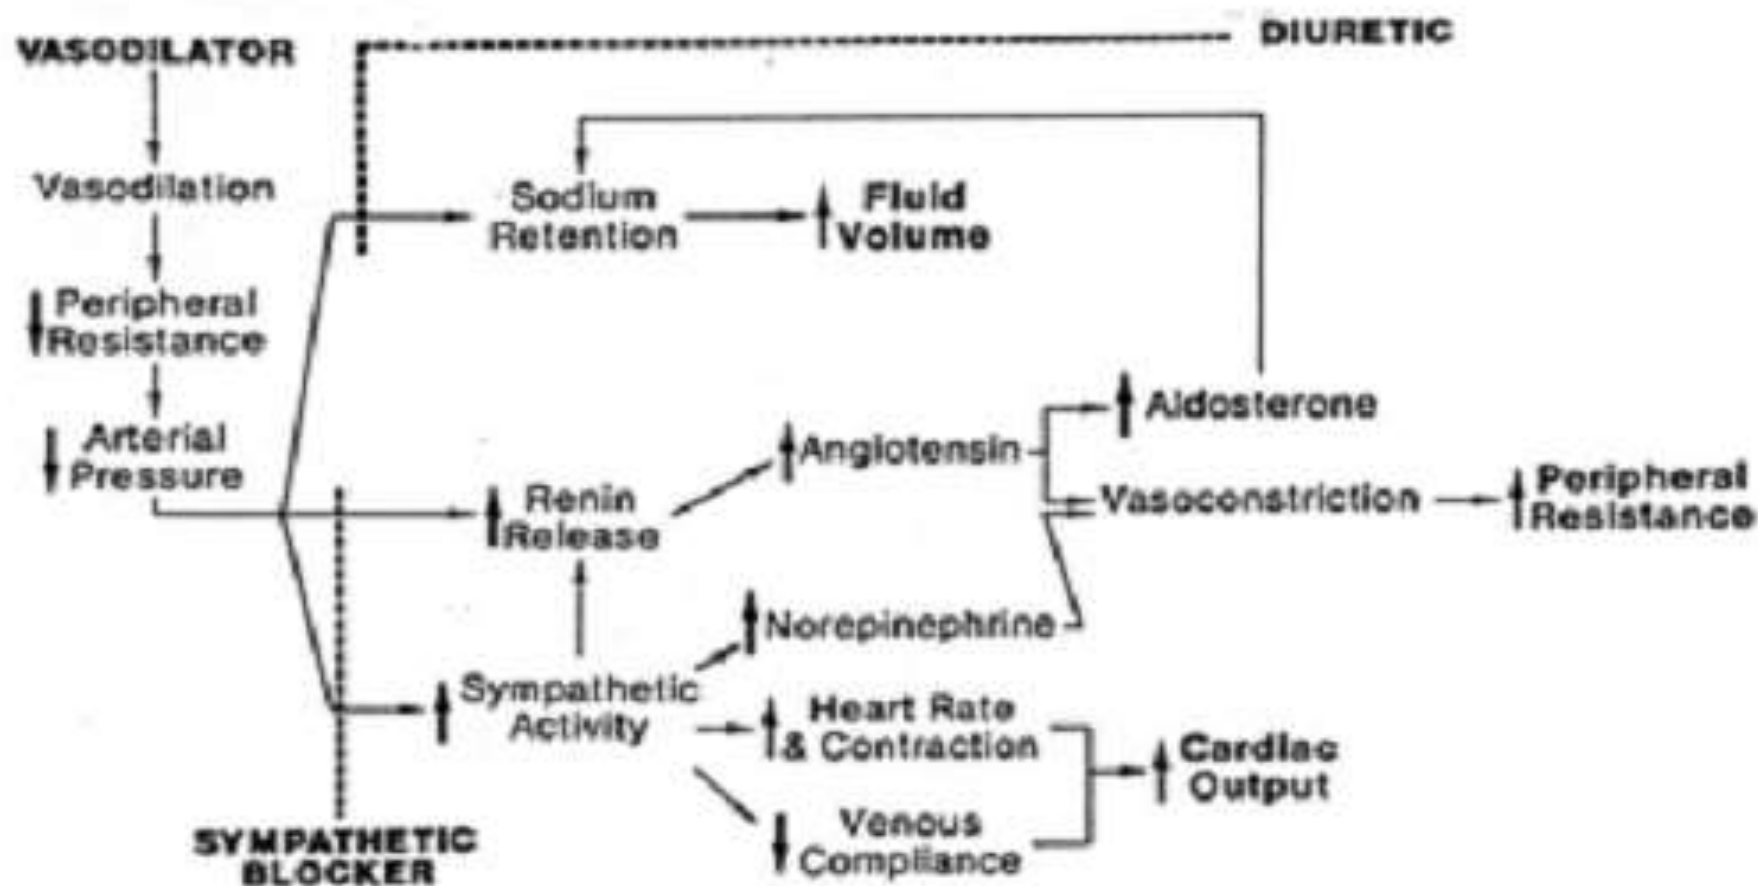 VASODILATOR
DIURETIC
Vasodilation
Sodium
Retention
Fluid
Volume
Peripheral
Resistance
Arterial
Pressure
Renin
Release
Angiotensin
Aldosterone
Vasoconstriction
Peripheral
Resistance
Norepinephrine
Sympathetic
Activity
Heart Rate
& Contraction
Venous
Compliance
Cardiac
Output
SYMPATHETIC
BLOCKER